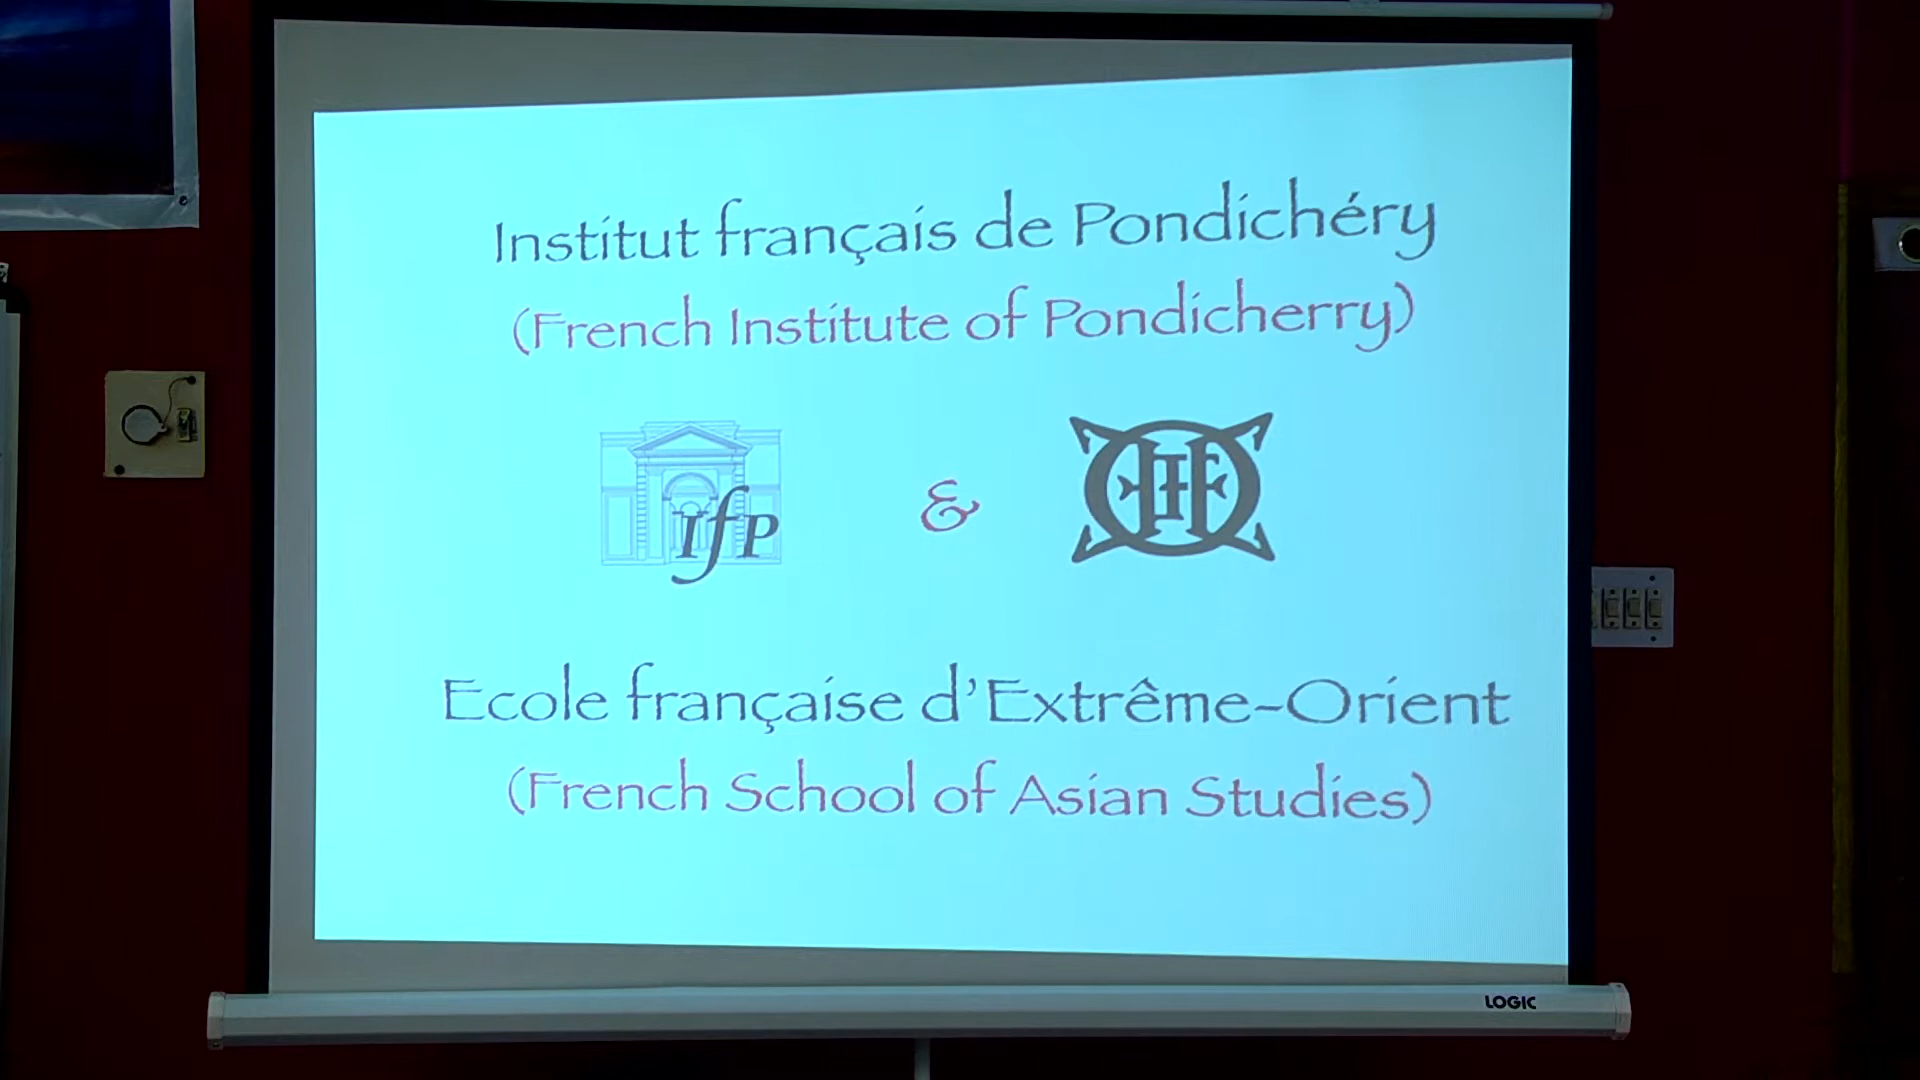 Institut français de Pondichéry
(French Institute of Pondicherry)
IfP
&
Ecole française d'Extrême-Orient
(French School of Asian Studies)
LOGIC